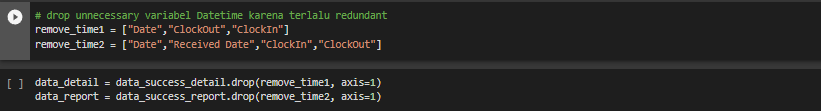 # drop unnecessary variabel Datetime karena terlalu redundant
remove_time1 = ["Date","ClockOut","ClockIn"]
remove_time2 = ["Date","Received Date","ClockIn","ClockOut"]
[ ] data_detail = data_success_detail.drop(remove_time1, axis=1)
data_report = data_success_report.drop(remove_time2, axis=1)